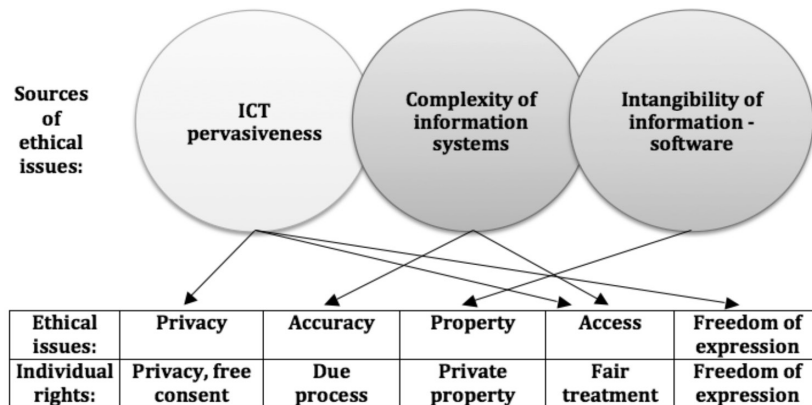 Sources
of
ethical
issues:
ICT
pervasiveness
Complexity of
information
systems
Intangibility of
information -
software
Ethical
issues:
Privacy
Accuracy
Property
Access
Freedom of
expression
Individual
rights:
Privacy, free
consent
Due
process
Private
property
Fair
treatment
Freedom of
expression